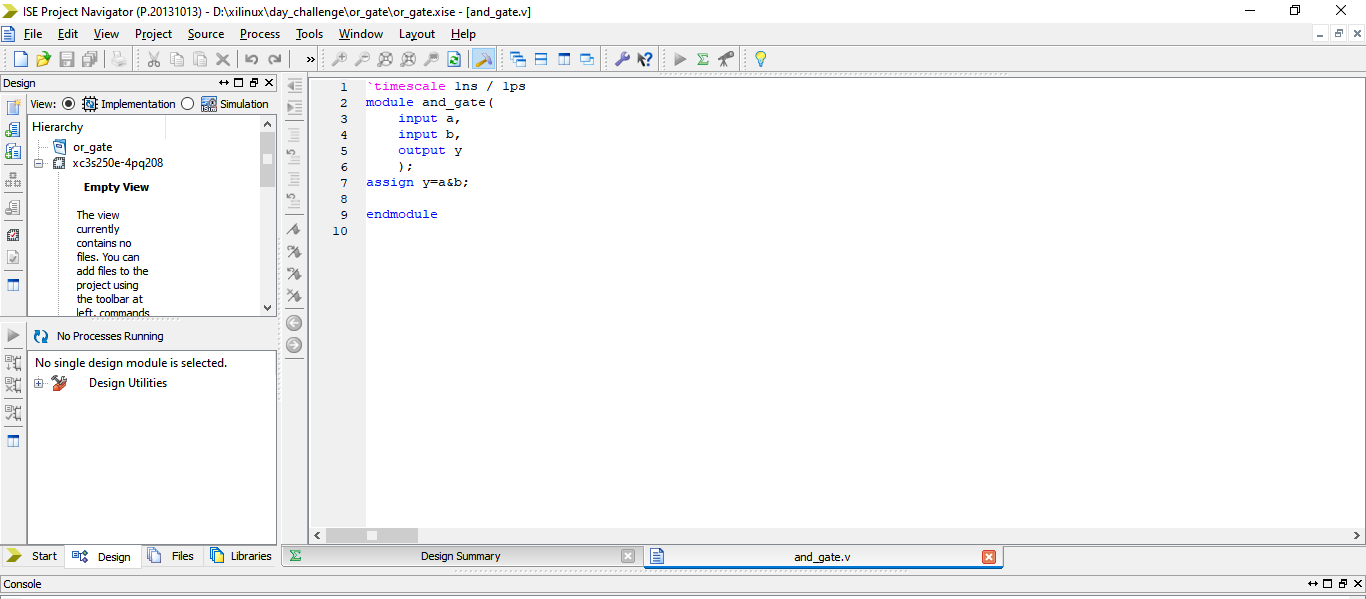 ISE Project Navigator (P.20131013) - D:\xilinux\day_challenge\or_gate\or_gate.xise - [and_gate.v]
File Edit View Project Source Process Tools Window Layout Help
»
Design
View: Implementation Simulation
Hierarchy
or_gate
xc3s250e-4pq208
Empty View
The view
currently
contains no
files. You can
add files to the
project using
the toolbar at
left, commands
No Processes Running
No single design module is selected.
Design Utilities
Start Design Files Libraries
1 `timescale 1ns / 1ps
2 module and_gate(
3 input a,
4 input b,
5 output y
6 );
7 assign y=a&b;
8
9 endmodule
10
Design Summary
and_gate.v
Console